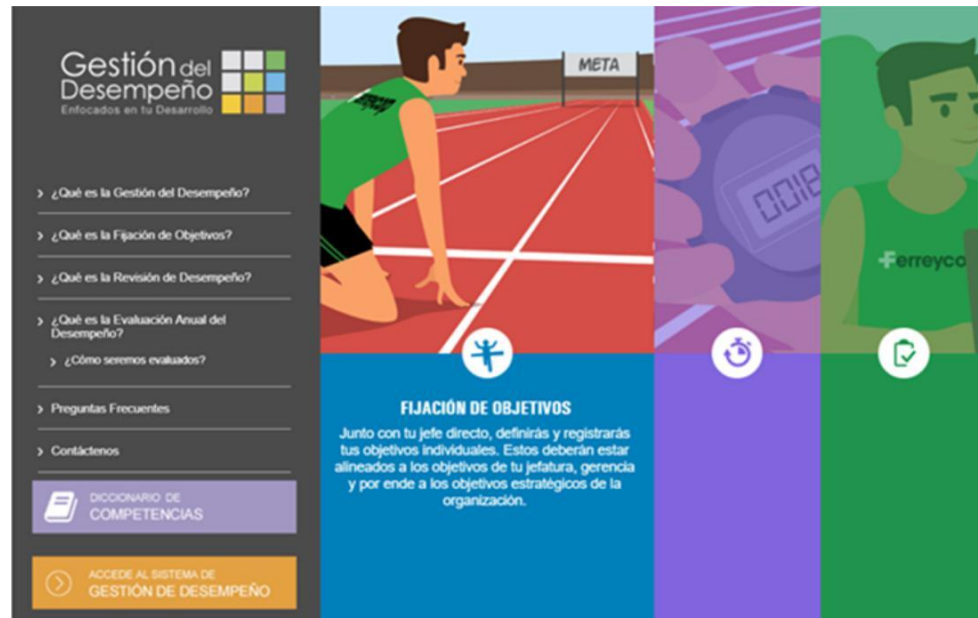 Gestión del
Desempeño
Enfocados en tu Desarrollo
¿Qué es la Gestión del Desempeño?
¿Qué es la Fijación de Objetivos?
¿Qué es la Revisión de Desempeño?
¿Qué es la Evaluación Anual del
Desempeño?
¿Cómo seremos evaluados?
Preguntas Frecuentes
Contáctenos
DICCIONARIO DE
COMPETENCIAS
ACCEDE AL SISTEMA DE
GESTIÓN DE DESEMPEÑO
META
FIJACIÓN DE OBJETIVOS
Junto con tu jefe directo, definirás y registrarás
tus objetivos individuales. Estos deberán estar
alineados a los objetivos de tu jefatura, gerencia
y por ende a los objetivos estratégicos de la
organización.
0018
Ferreyco